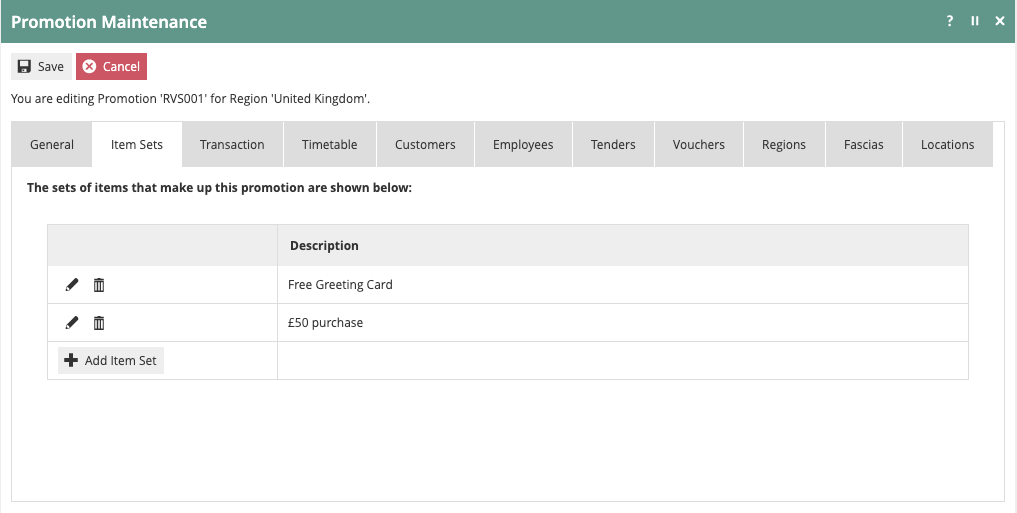 Promotion Maintenance ?
Save Cancel
You are editing Promotion 'RVS001' for Region 'United Kingdom'.
General Item Sets Transaction Timetable Customers Employees Tenders Vouchers Regions Fascias Locations
The sets of items that make up this promotion are shown below:
Description
Free Greeting Card
£50 purchase
Add Item Set